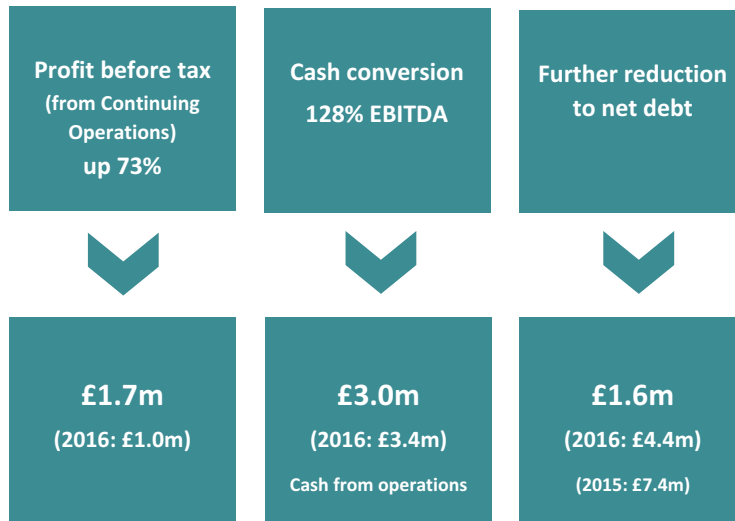 Profit before tax
(from Continuing
Operations)
up 73%
Cash conversion
128% EBITDA
Further reduction
to net debt
£1.7m
(2016: £1.0m)
£3.0m
(2016: £3.4m)
Cash from operations
£1.6m
(2016: £4.4m)
(2015: £7.4m)